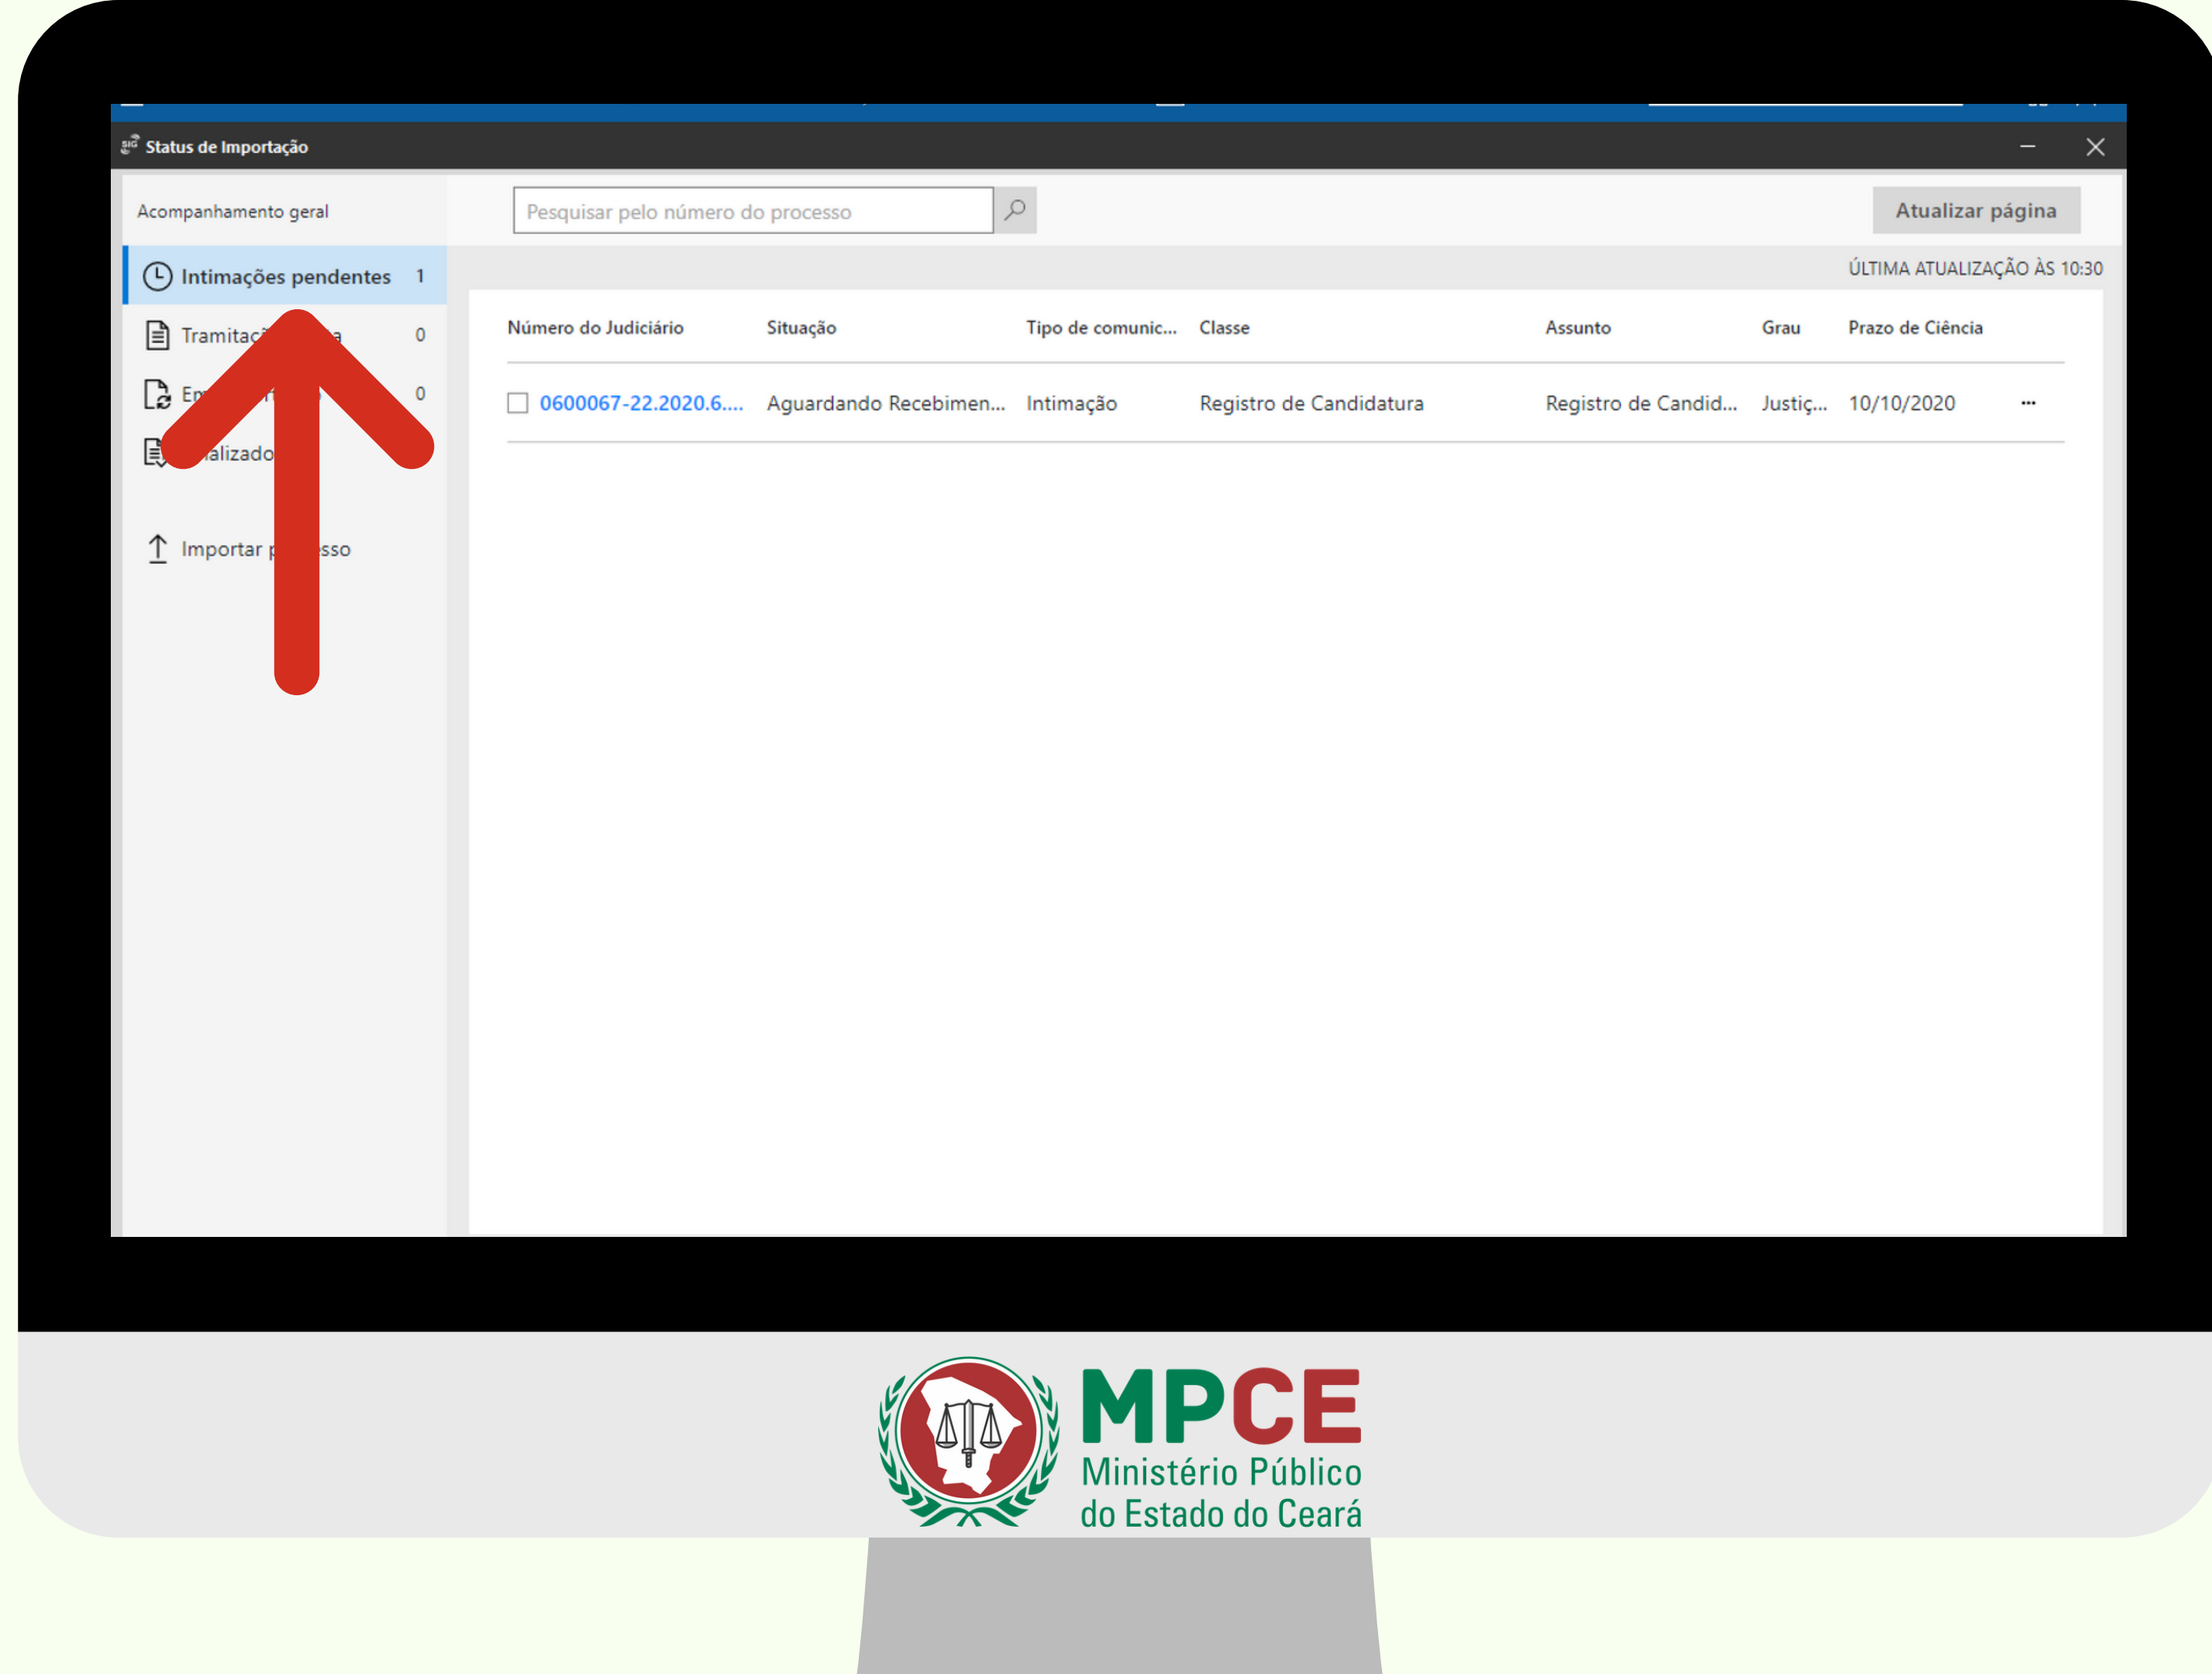 SIG Status de Importação
Acompanhamento geral
Pesquisar pelo número do processo
Atualizar página
ÚLTIMA ATUALIZAÇÃO ÀS 10:30
Intimações pendentes 1
0
0
Importar
Número do Judiciário Situação Tipo de comunic... Classe Assunto Grau Prazo de Ciência
0600067-22.2020.6.... Aguardando Recebimen... Intimação Registro de Candidatura Registro de Candid... Justiç... 10/10/2020 ...
MPCE
Ministério Público
do Estado do Ceará